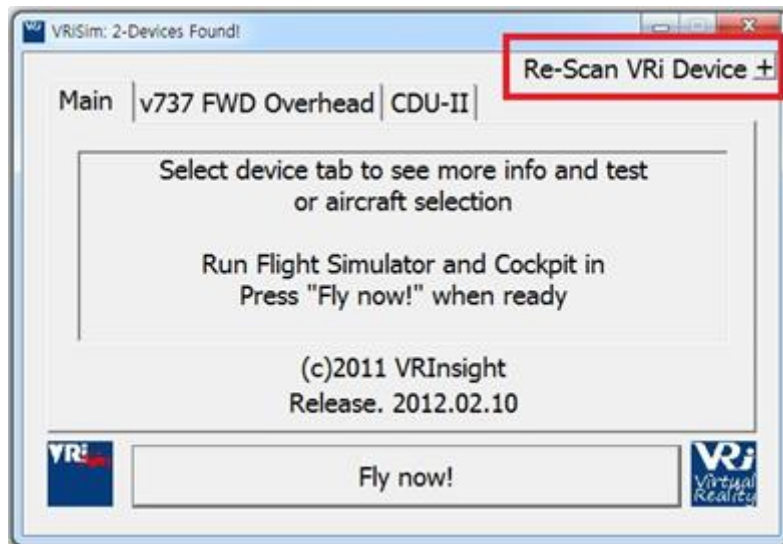 VRiSim: 2-Devices Found!
Re-Scan VRi Device +
Main v737 FWD Overhead CDU-II
Select device tab to see more info and test
or aircraft selection
Run Flight Simulator and Cockpit in
Press "Fly now!" when ready
(c)2011 VRInsight
Release. 2012.02.10
VRi
Fly now!
VRi
Virtual
Reality